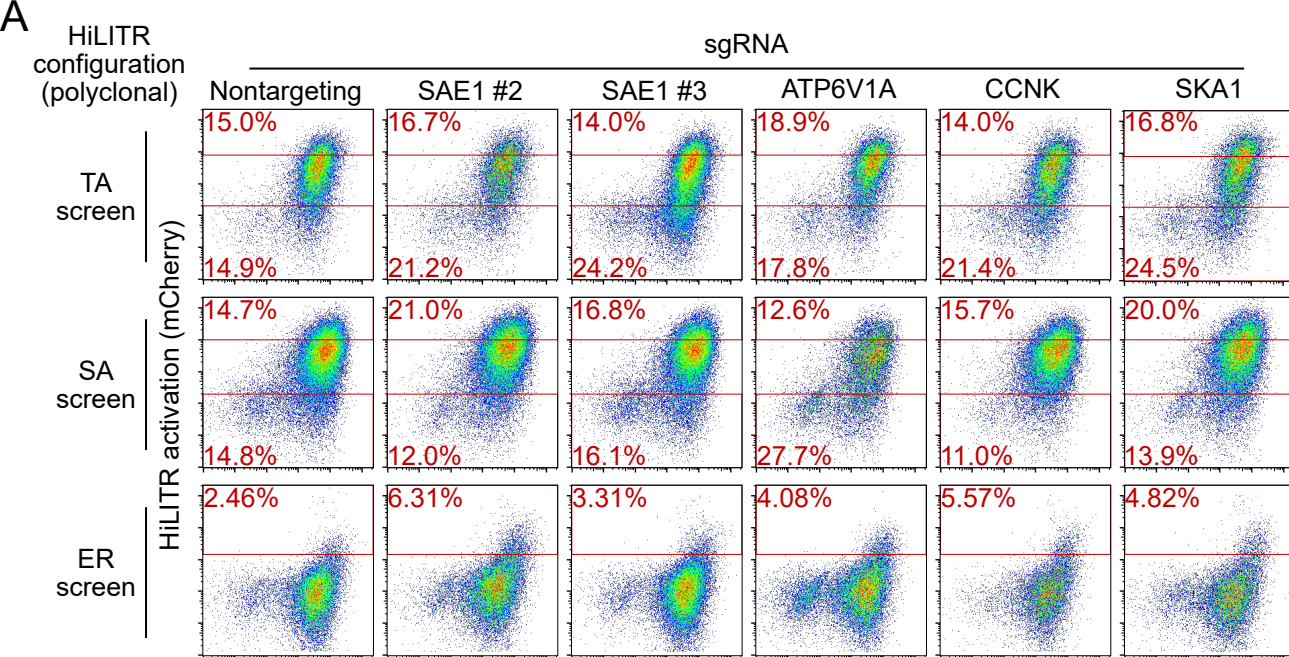 A
HiLITR
configuration
(polyclonal)
sgRNA
Nontargeting
SAE1 #2
SAE1 #3
ATP6V1A
CCNK
SKA1
HiLITR activation (mCherry)
TA
screen
15.0%
16.7%
14.0%
18.9%
14.0%
16.8%
14.9%
21.2%
24.2%
17.8%
21.4%
24.5%
SA
screen
14.7%
21.0%
16.8%
12.6%
15.7%
20.0%
14.8%
12.0%
16.1%
27.7%
11.0%
13.9%
ER
screen
2.46%
6.31%
3.31%
4.08%
5.57%
4.82%